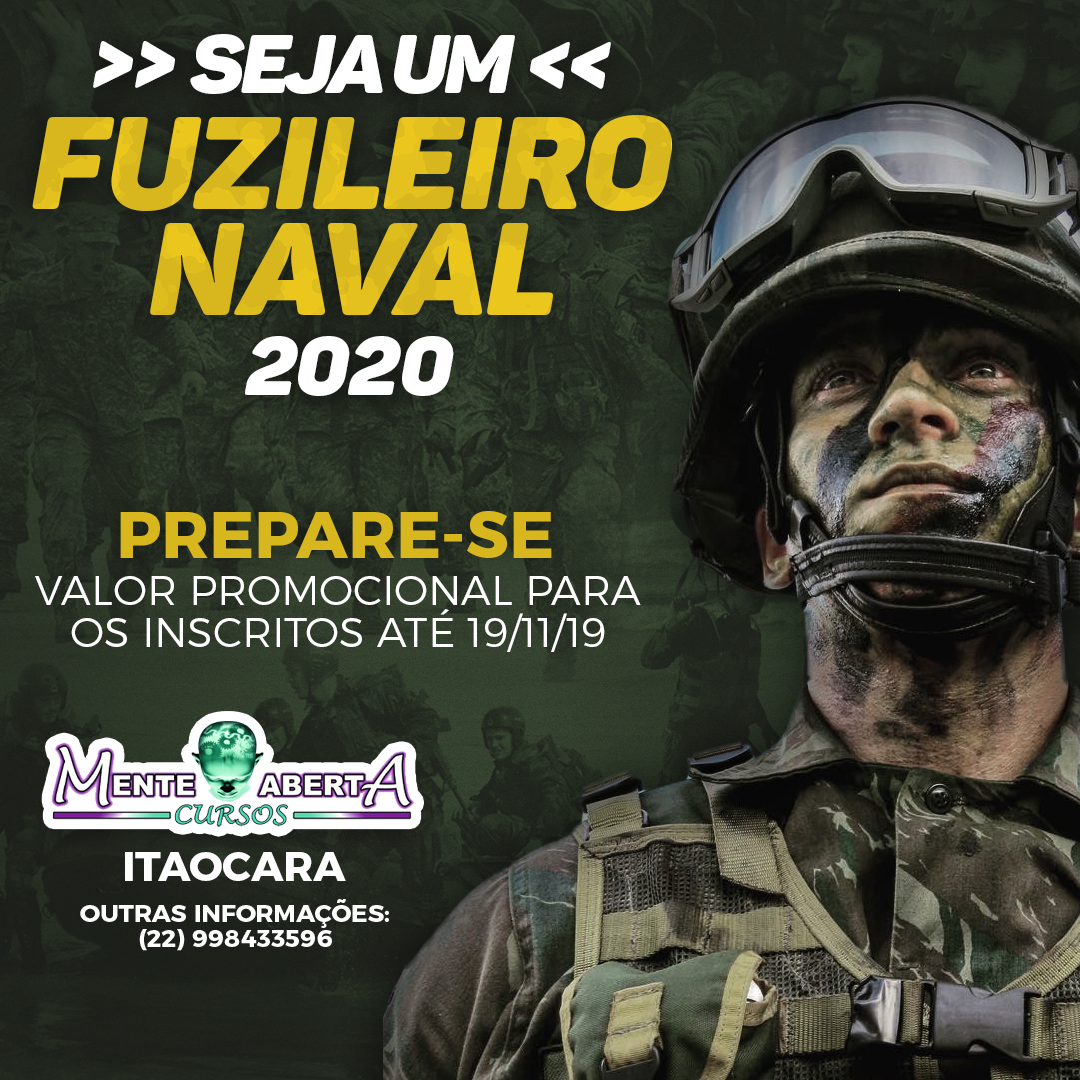 >> SEJA UM <<
FUZILEIRO
NAVAL
2020
PREPARE-SE
VALOR PROMOCIONAL PARA
OS INSCRITOS ATÉ 19/11/19
MENTE ABERTA
CURSOS
ITAOCARA
OUTRAS INFORMAÇÕES:
(22) 998433596